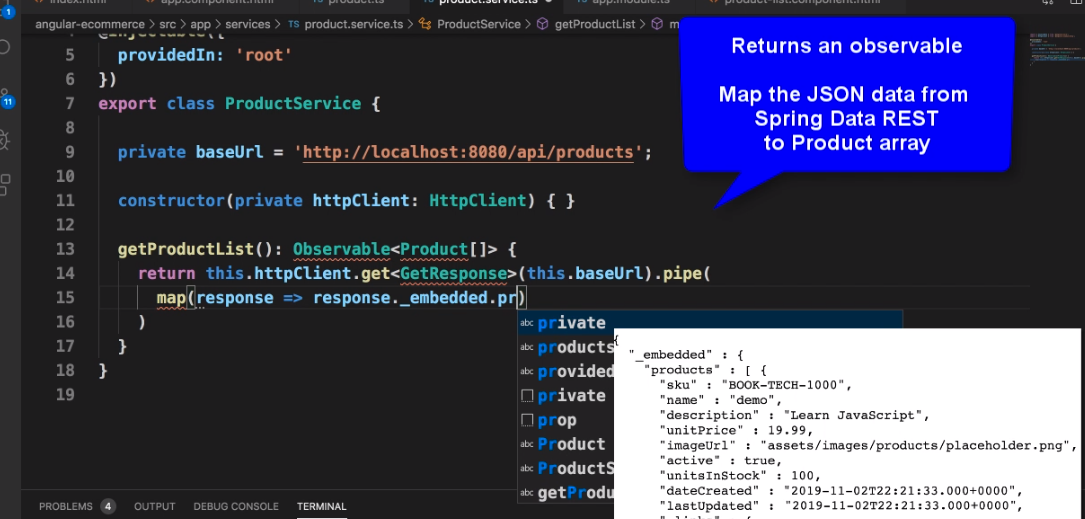 index.html
app.component.html
product.ts
product.service.ts
app.module.ts
product-list.component.html
angular-ecommerce > src > app > services > TS product.service.ts > ProductService > getProductList > m
Returns an observable
Map the JSON data from
Spring Data REST
to Product array
4 @Injectable({
5 providedIn: 'root'
6 })
7 export class ProductService {
8
9 private baseUrl = 'http://localhost:8080/api/products';
10
11 constructor(private httpClient: HttpClient) { }
12
13 getProductList(): Observable<Product[]> {
14 return this.httpClient.get<GetResponse>(this.baseUrl).pipe(
15 map(response => response._embedded.pr)
16 )
17 }
18 }
19
1
11
abc private
abc products
abc provided
private
prop
abc Product
abc ProductS
abc getProdu
{
"_embedded" : {
"products" : [ {
"sku" : "BOOK-TECH-1000",
"name" : "demo",
"description" : "Learn JavaScript",
"unitPrice" : 19.99,
"imageUrl" : "assets/images/products/placeholder.png",
"active" : true,
"unitsInStock" : 100,
"dateCreated" : "2019-11-02T22:21:33.000+0000",
"lastUpdated" : "2019-11-02T22:21:33.000+0000",
PROBLEMS 4 OUTPUT DEBUG CONSOLE TERMINAL